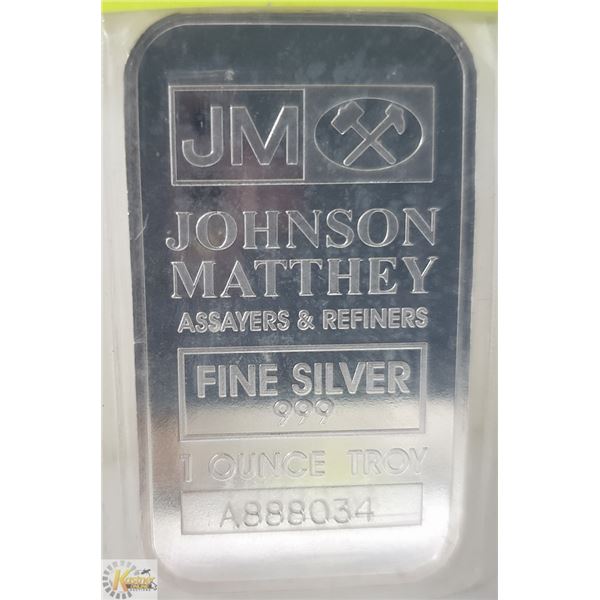 JM
JOHNSON
MATTHEY
ASSAYERS & REFINERS
FINE SILVER
999
1 OUNCE TROY
A888034